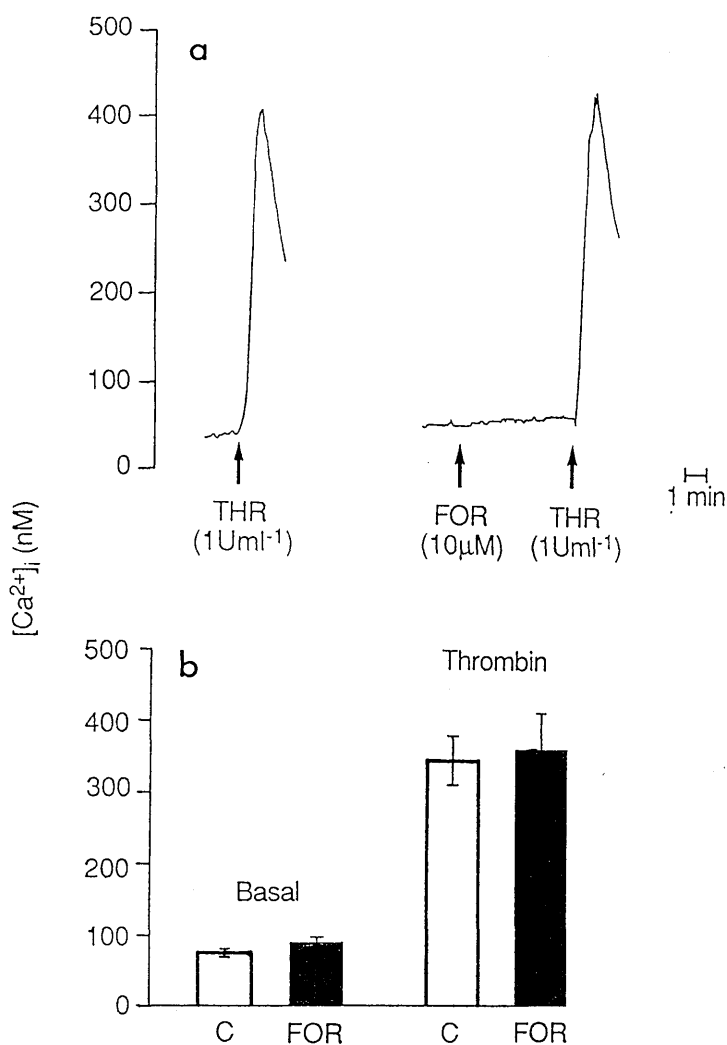 500
a
400
300
200
100
0
THR
(1Uml-1)
FOR
(10μM)
THR
(1Uml-1)
1 min
[Ca2+]i (nM)
500
b
Thrombin
400
300
200
Basal
100
0
C
FOR
C
FOR